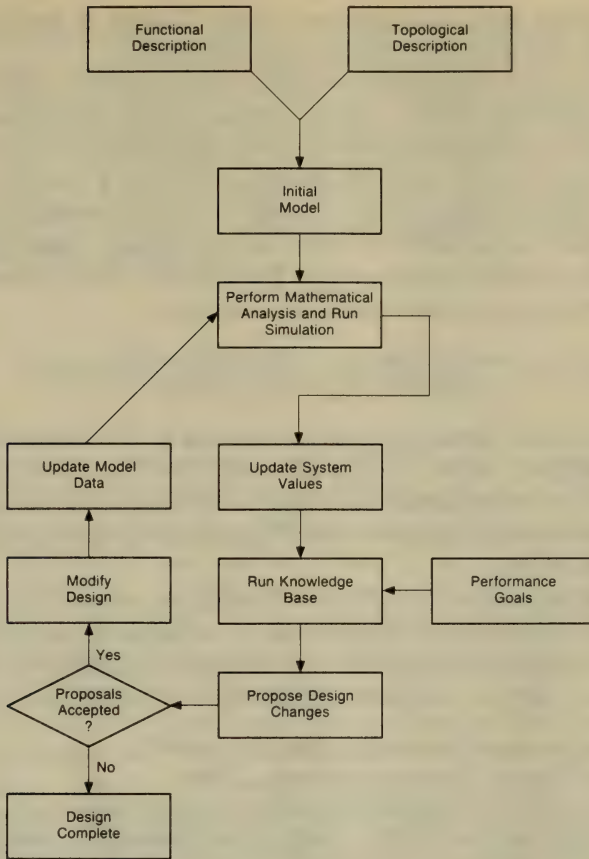 Functional
Description
Topological
Description
Initial
Model
Perform Mathematical
Analysis and Run
Simulation
Update Model
Data
Update System
Values
Modify
Design
Run Knowledge
Base
Performance
Goals
Yes
Proposals
Accepted
?
Propose Design
Changes
No
Design
Complete